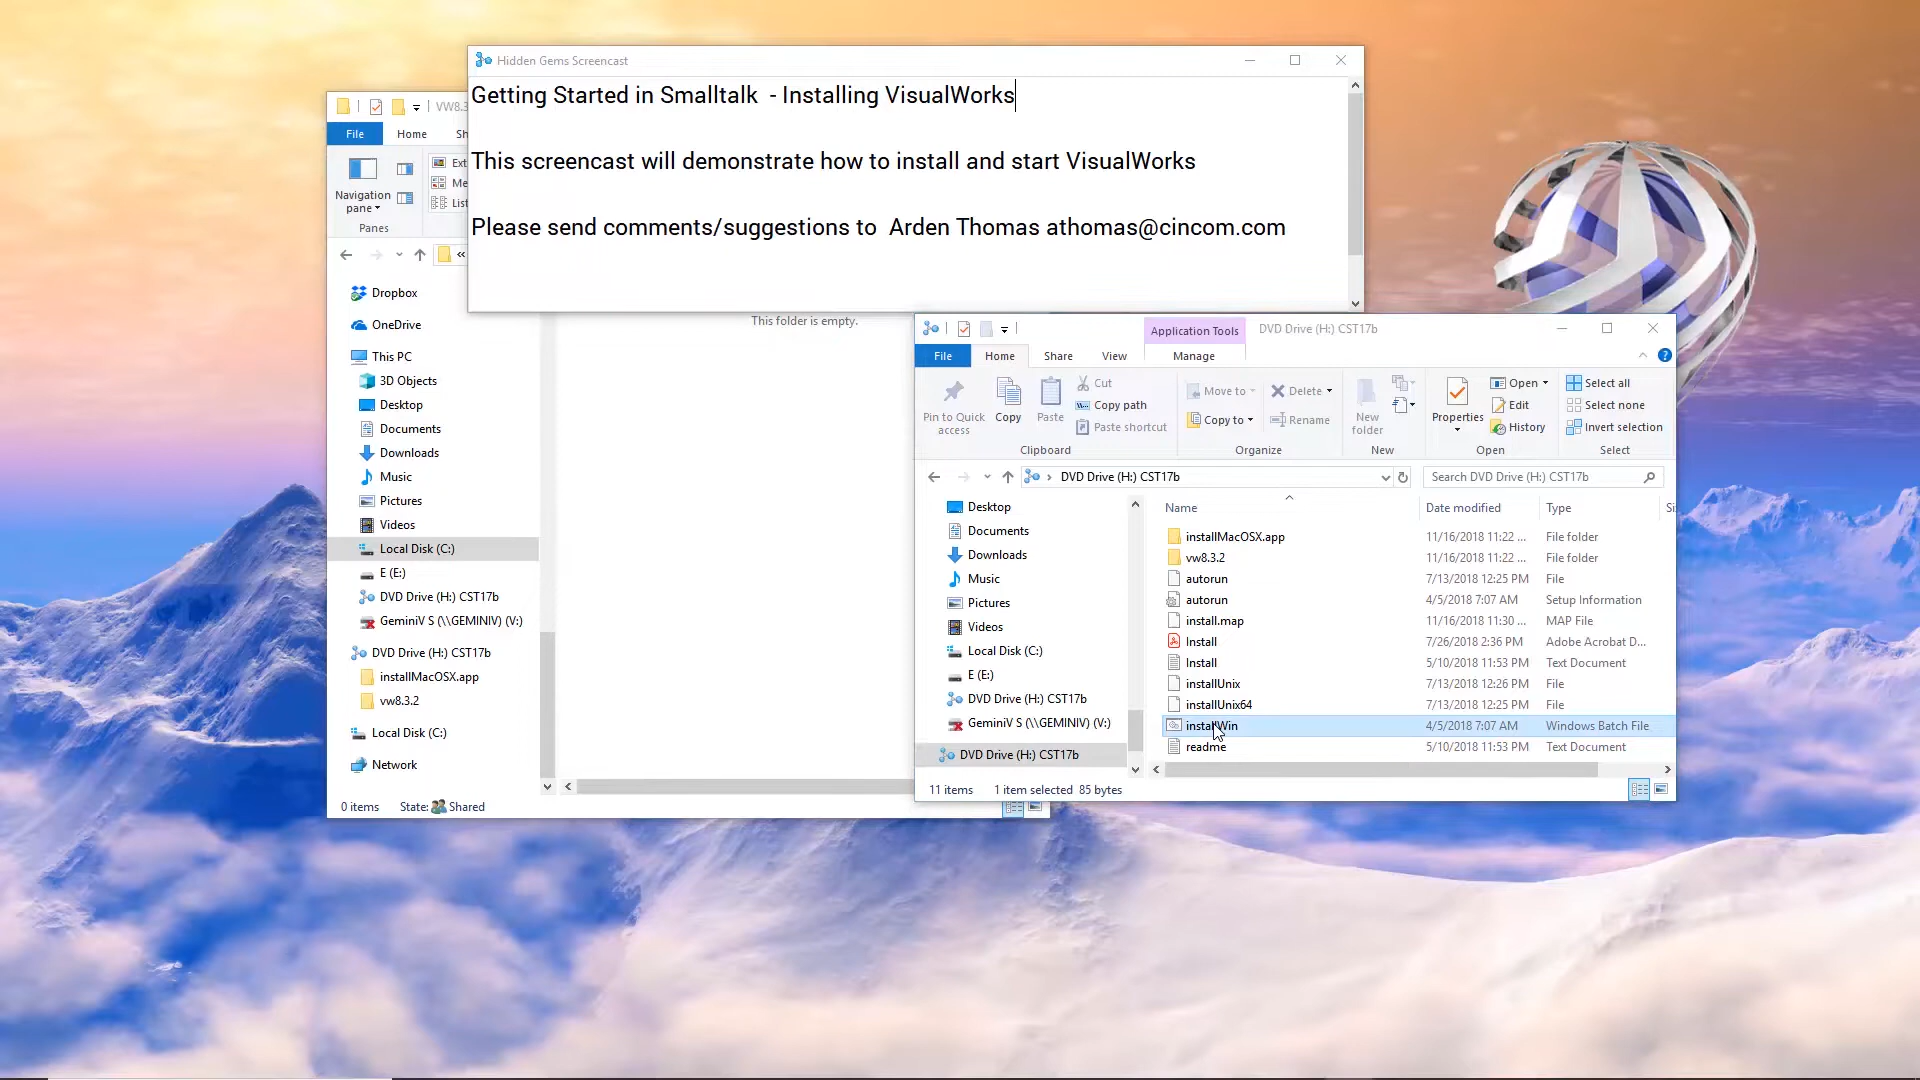 Hidden Gems Screencast
Getting Started in Smalltalk - Installing VisualWorks
This screencast will demonstrate how to install and start VisualWorks
Please send comments/suggestions to Arden Thomas athomas@cincom.com
VW8.3
File
Home
Sh
Navigation
pane
Ext
Me
List
Panes
«
Dropbox
OneDrive
This PC
3D Objects
Desktop
Documents
Downloads
Music
Pictures
Videos
Local Disk (C:)
E (E:)
DVD Drive (H:) CST17b
GeminiV S (\\GEMINIV) (V:)
DVD Drive (H:) CST17b
installMacOSX.app
vw8.3.2
Local Disk (C:)
Network
This folder is empty.
0 items State: Shared
Application Tools
DVD Drive (H:) CST17b
File
Home
Share
View
Manage
Pin to Quick
access
Copy
Paste
Cut
Copy path
Paste shortcut
Clipboard
Move to
Copy to
Delete
Rename
Organize
New
folder
New
Properties
Open
Edit
History
Open
Select all
Select none
Invert selection
Select
DVD Drive (H:) CST17b
Search DVD Drive (H:) CST17b
Desktop
Documents
Downloads
Music
Pictures
Videos
Local Disk (C:)
E (E:)
DVD Drive (H:) CST17b
GeminiV S (\\GEMINIV) (V:)
DVD Drive (H:) CST17b
Name Date modified Type Si
installMacOSX.app 11/16/2018 11:22 ... File folder
vw8.3.2 11/16/2018 11:22 ... File folder
autorun 7/13/2018 12:25 PM File
autorun 4/5/2018 7:07 AM Setup Information
install.map 11/16/2018 11:30 ... MAP File
Install 7/26/2018 2:36 PM Adobe Acrobat D...
Install 5/10/2018 11:53 PM Text Document
installUnix 7/13/2018 12:26 PM File
installUnix64 7/13/2018 12:25 PM File
installWin 4/5/2018 7:07 AM Windows Batch File
readme 5/10/2018 11:53 PM Text Document
11 items 1 item selected 85 bytes